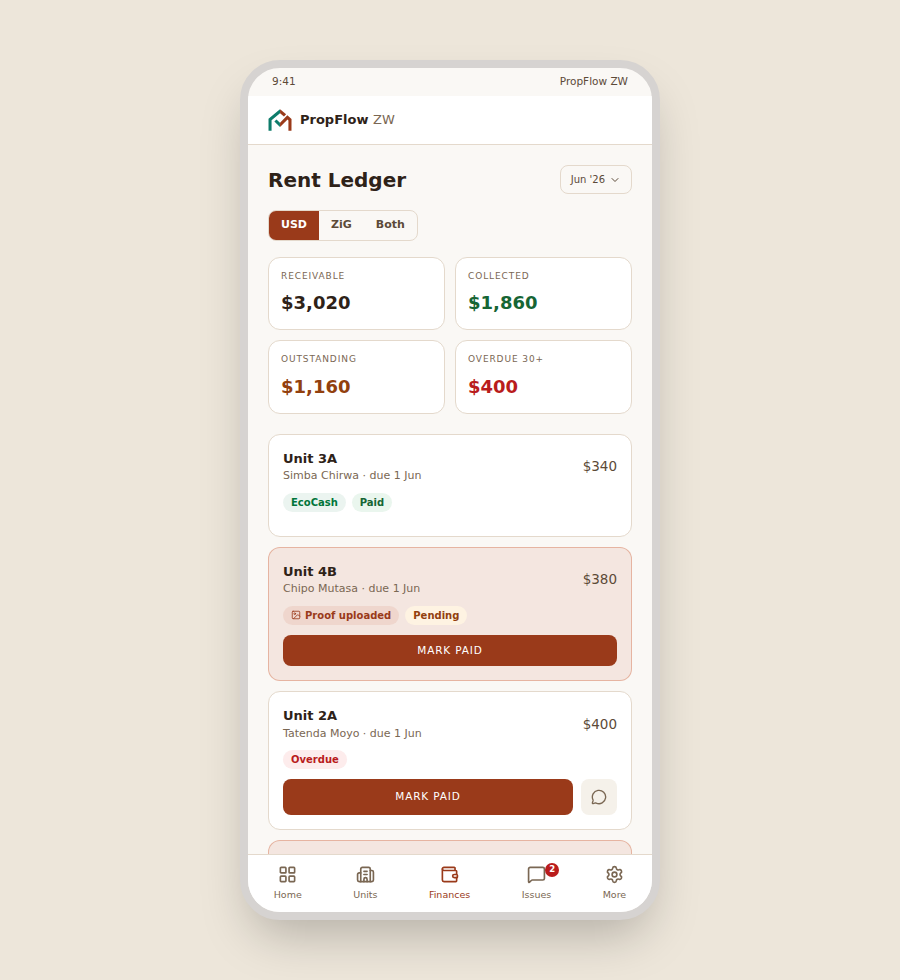 9:41 PropFlow ZW
PropFlow ZW
Rent Ledger
Jun '26
USD ZiG Both
RECEIVABLE COLLECTED
$3,020 $1,860
OUTSTANDING OVERDUE 30+
$1,160 $400
Unit 3A
Simba Chirwa · due 1 Jun
$340
EcoCash Paid
Unit 4B
Chipo Mutasa · due 1 Jun
$380
Proof uploaded Pending
MARK PAID
Unit 2A
Tatenda Moyo · due 1 Jun
$400
Overdue
MARK PAID
2
Home Units Finances Issues More